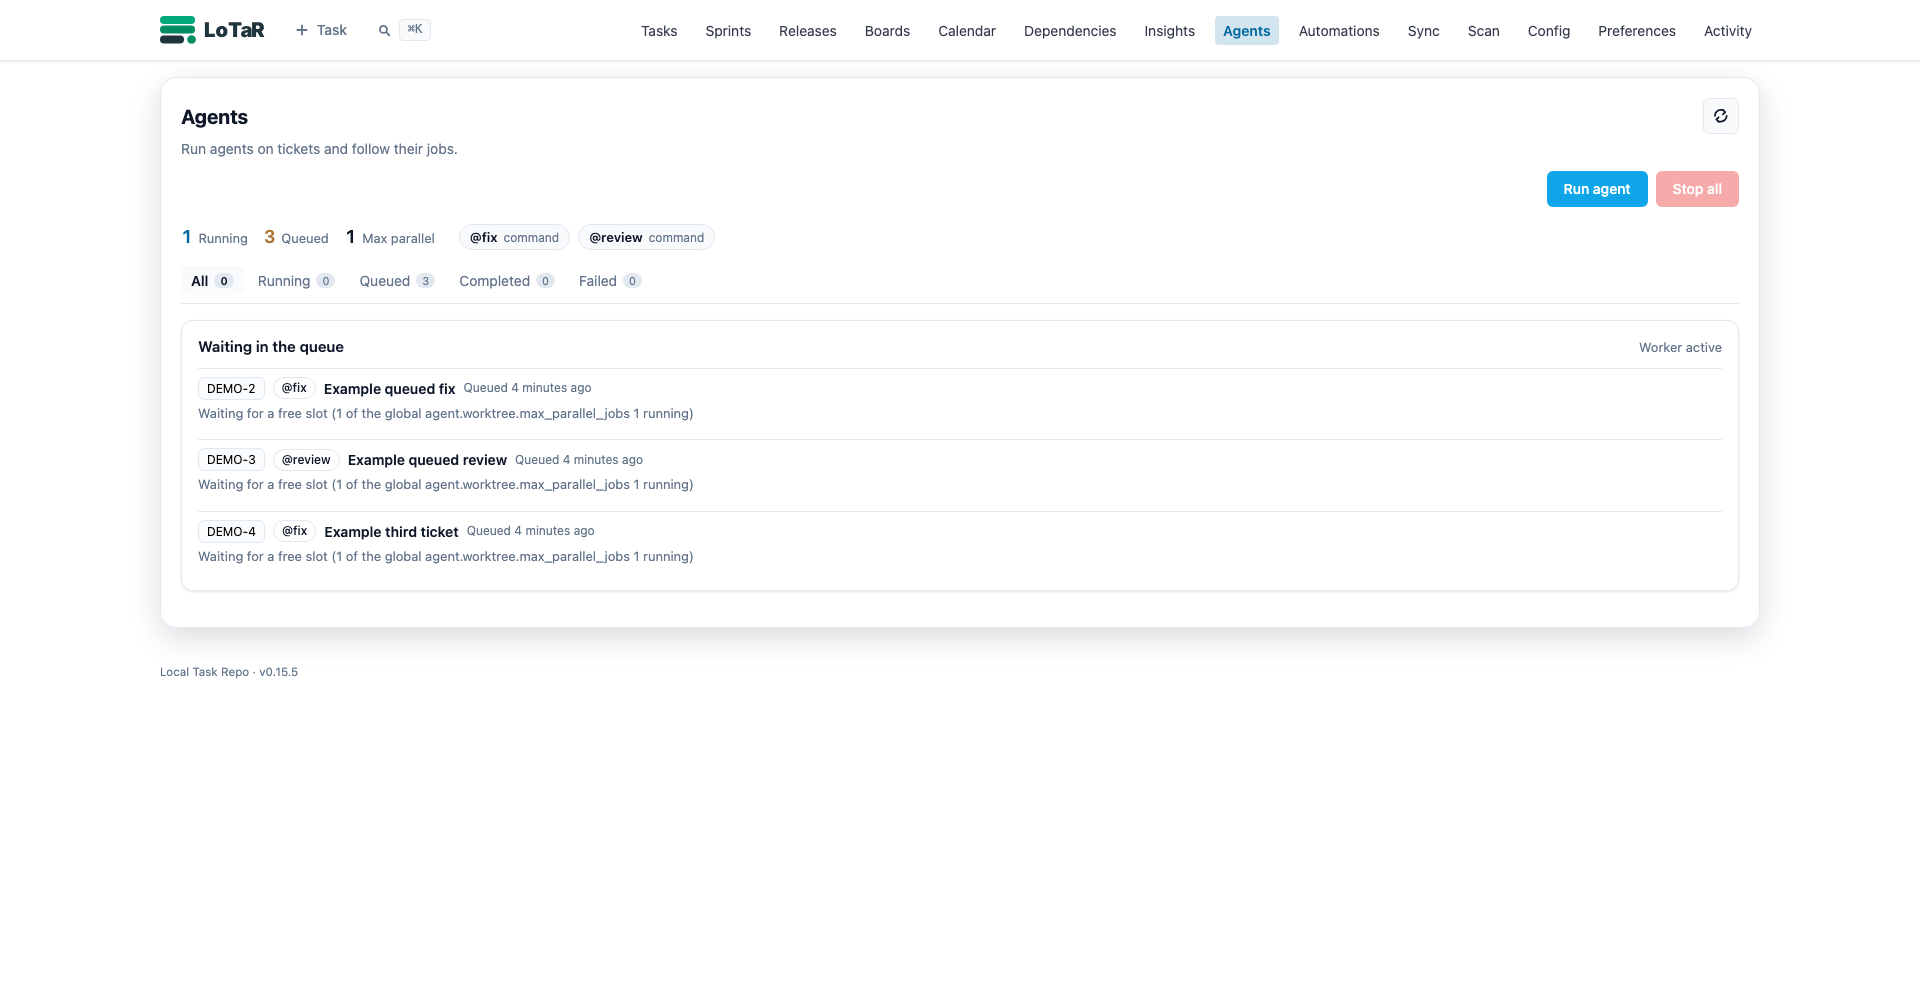 LoTaR + Task ⌘K Tasks Sprints Releases Boards Calendar Dependencies Insights Agents Automations Sync Scan Config Preferences Activity
Agents
Run agents on tickets and follow their jobs.
Run agent Stop all
1 Running 3 Queued 1 Max parallel @fix command @review command
All 0 Running 0 Queued 3 Completed 0 Failed 0
Waiting in the queue Worker active
DEMO-2 @fix Example queued fix Queued 4 minutes ago
Waiting for a free slot (1 of the global agent.worktree.max_parallel_jobs 1 running)
DEMO-3 @review Example queued review Queued 4 minutes ago
Waiting for a free slot (1 of the global agent.worktree.max_parallel_jobs 1 running)
DEMO-4 @fix Example third ticket Queued 4 minutes ago
Waiting for a free slot (1 of the global agent.worktree.max_parallel_jobs 1 running)
Local Task Repo · v0.15.5